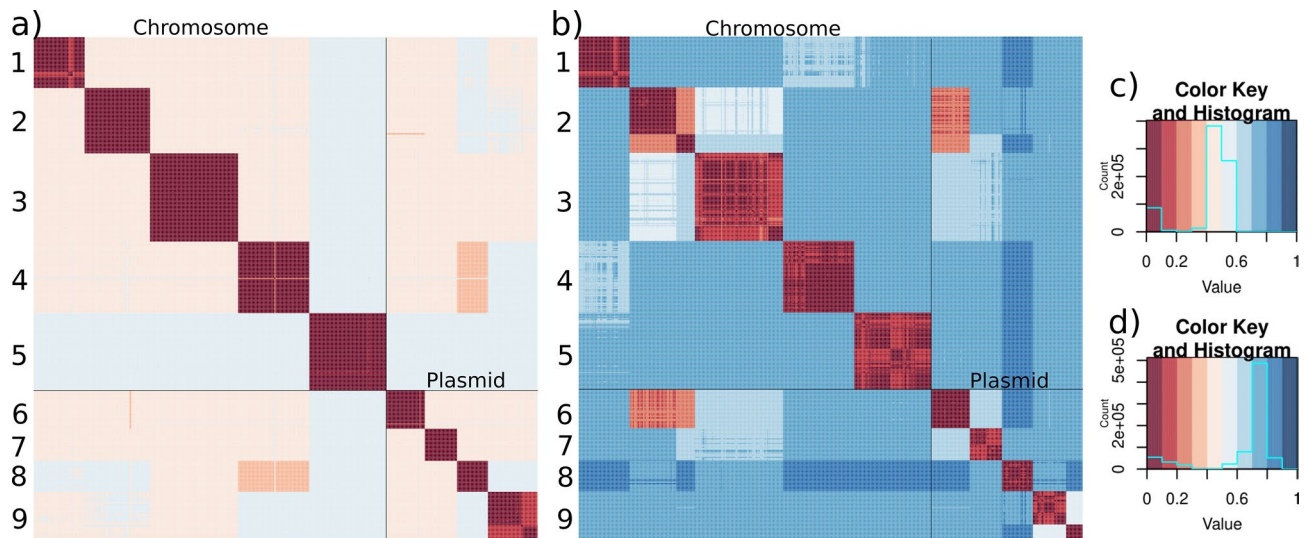 a)
Chromosome
1
2
3
4
5
Plasmid
6
7
8
9
b)
Chromosome
1
2
3
4
5
Plasmid
6
7
8
9
c)
Color Key
and Histogram
Count
0 2e+05
0 0.2 0.6 1
Value
d)
Color Key
and Histogram
Count
0 2e+05 5e+05
0 0.2 0.6 1
Value